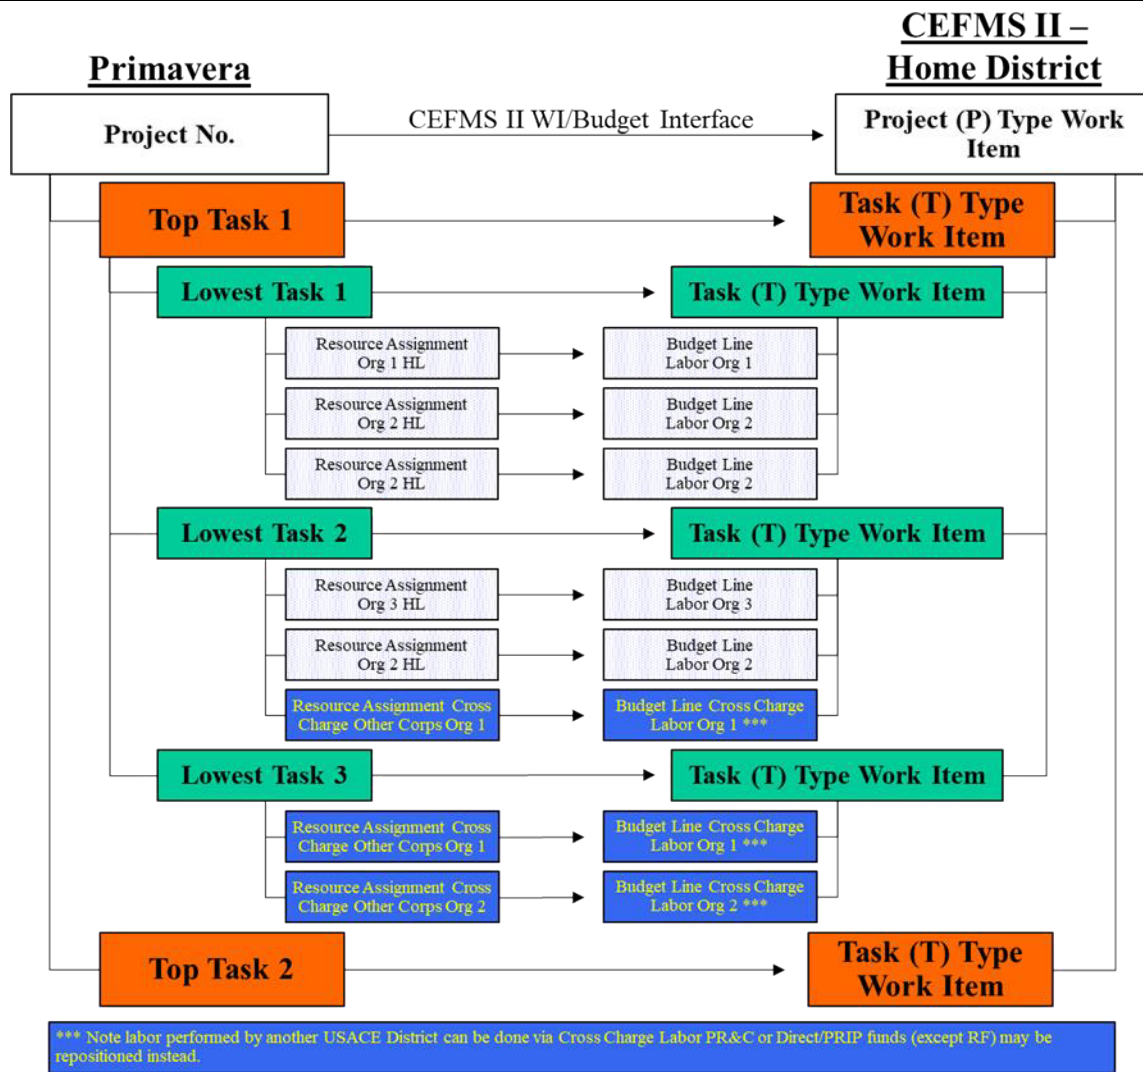 Primavera
CEFMS II –
Home District
Project No.
CEFMS II WI/Budget Interface
Project (P) Type Work
Item
Top Task 1
Task (T) Type
Work Item
Lowest Task 1
Task (T) Type Work Item
Resource Assignment
Org 1 HL
Budget Line
Labor Org 1
Resource Assignment
Org 2 HL
Budget Line
Labor Org 2
Resource Assignment
Org 2 HL
Budget Line
Labor Org 2
Lowest Task 2
Task (T) Type Work Item
Resource Assignment
Org 3 HL
Budget Line
Labor Org 3
Resource Assignment
Org 2 HL
Budget Line
Labor Org 2
Resource Assignment Cross
Charge Other Corps Org 1
Budget Line Cross Charge
Labor Org 1 ***
Lowest Task 3
Task (T) Type Work Item
Resource Assignment Cross
Charge Other Corps Org 1
Budget Line Cross Charge
Labor Org 1 ***
Resource Assignment Cross
Charge Other Corps Org 2
Budget Line Cross Charge
Labor Org 2 ***
Top Task 2
Task (T) Type
Work Item
*** Note labor performed by another USACE District can be done via Cross Charge Labor PR&C or Direct/PRIP funds (except RF) may be
repositioned instead.